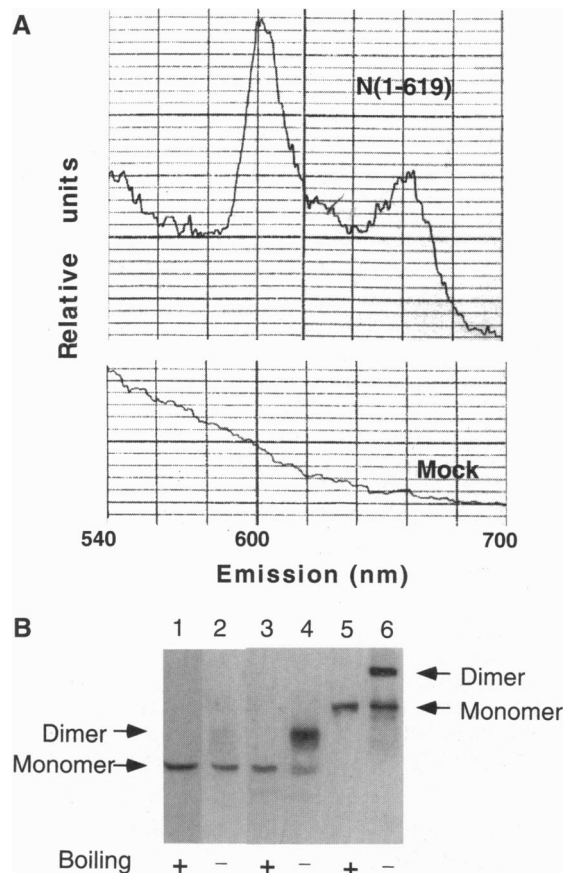 A
N(1-619)
Relative units
Mock
540 600 700
Emission (nm)
B
1 2 3 4 5 6
Dimer
Monomer
Dimer
Monomer
Boiling + – + – + –